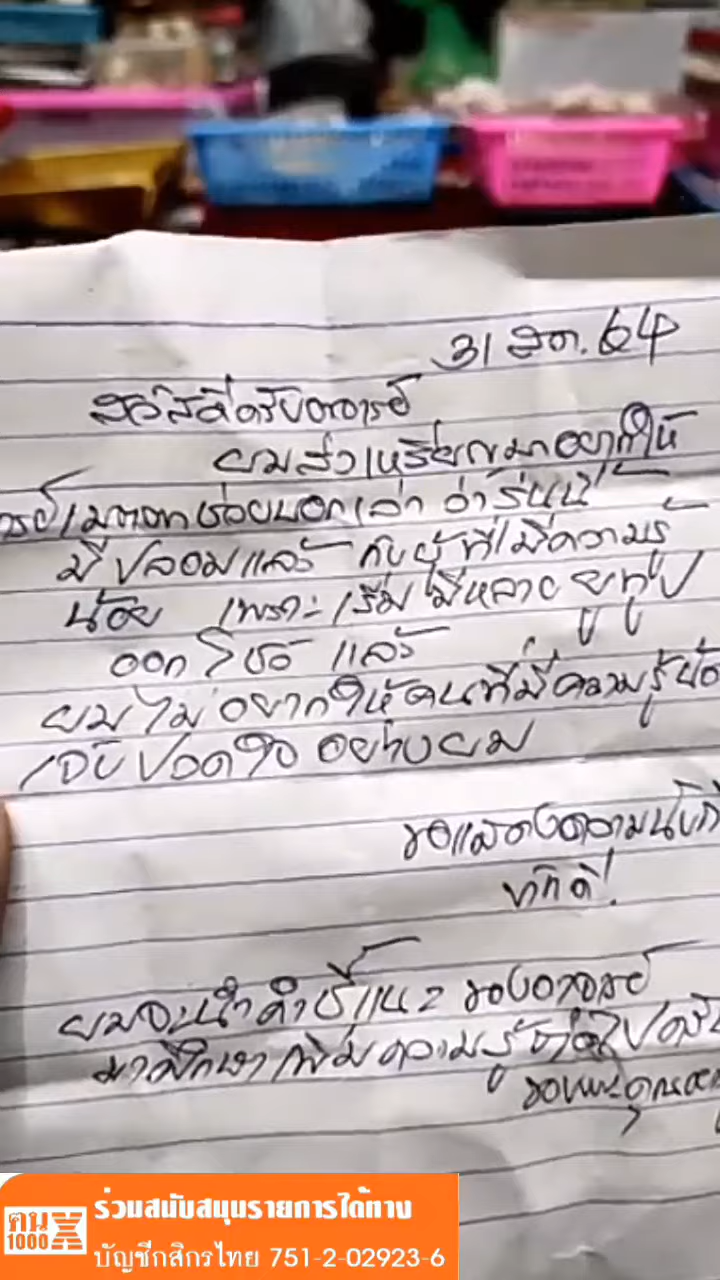 31 สค. 64
สวัสดีครับอาจารย์
ผมส่งเหรียญมาอยากให้
จย์เมตตาช่วยบอกเล่า ว่ารุ่นนี้
มีปลอมแล้ว กับผู้ที่มีความรู้
น้อย เพราะเริ่มมีหลาย ยูทูป
ออกโชว์ แล้ว
ผมไม่อยากให้คนที่มีความรู้น้อ
เจ็บปวดใจ อย่างผม
ขอแสดงความนับถื
ภักดี
ผมจะนำคำชี้แนะ ของอาจารย์
มาศึกษาเพิ่มความรู้ต่อไปครับ
ขอบพระคุณ
ฅน 1000 X
ร่วมสนับสนุนรายการได้ทาง
บัญชีกสิกรไทย 751-2-02923-6